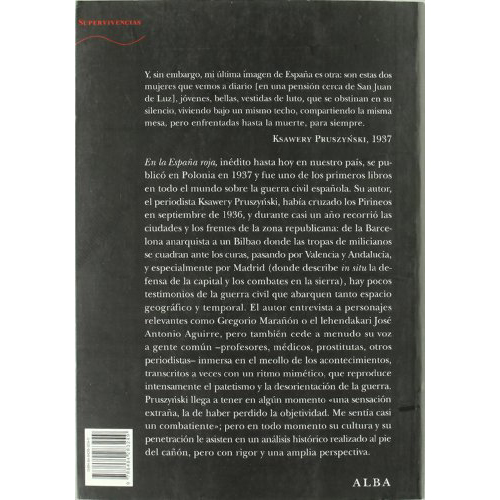 SUPERVIVENCIAS
Y, sin embargo, mi última imagen de España es otra: son estas dos
mujeres que vemos a diario [en una pensión cerca de San Juan
de Luz], jóvenes, bellas, vestidas de luto, que se obstinan en su
silencio, viviendo bajo un mismo techo, compartiendo la misma
mesa, pero enfrentadas hasta la muerte, para siempre.
KSAWERY PRUSZYŃSKI, 1937
En la España roja, inédito hasta hoy en nuestro país, se pu-
blicó en Polonia en 1937 y fue uno de los primeros libros
en todo el mundo sobre la guerra civil española. Su autor,
el periodista Ksawery Pruszyński, había cruzado los Pirineos
en septiembre de 1936, y durante casi un año recorrió las
ciudades y los frentes de la zona republicana: de la Barce-
lona anarquista a un Bilbao donde las tropas de milicianos
se cuadran ante los curas, pasando por Valencia y Andalucía,
y especialmente por Madrid (donde describe in situ la de-
fensa de la capital y los combates en la sierra), hay pocos
testimonios de la guerra civil que abarquen tanto espacio
geográfico y temporal. El autor entrevista a personajes
relevantes como Gregorio Marañón o el lehendakari José
Antonio Aguirre, pero también cede a menudo su voz
a gente común –profesores, médicos, prostitutas, otros
periodistas– inmersa en el meollo de los acontecimientos,
transcritos a veces con un ritmo mimético, que reproduce
intensamente el patetismo y la desorientación de la guerra.
Pruszyński llega a tener en algún momento «una sensación
extraña, la de haber perdido la objetividad. Me sentía casi
un combatiente»; pero en todo momento su cultura y su
penetración le asisten en un análisis histórico realizado al pie
del cañón, pero con rigor y una amplia perspectiva.
ALBA